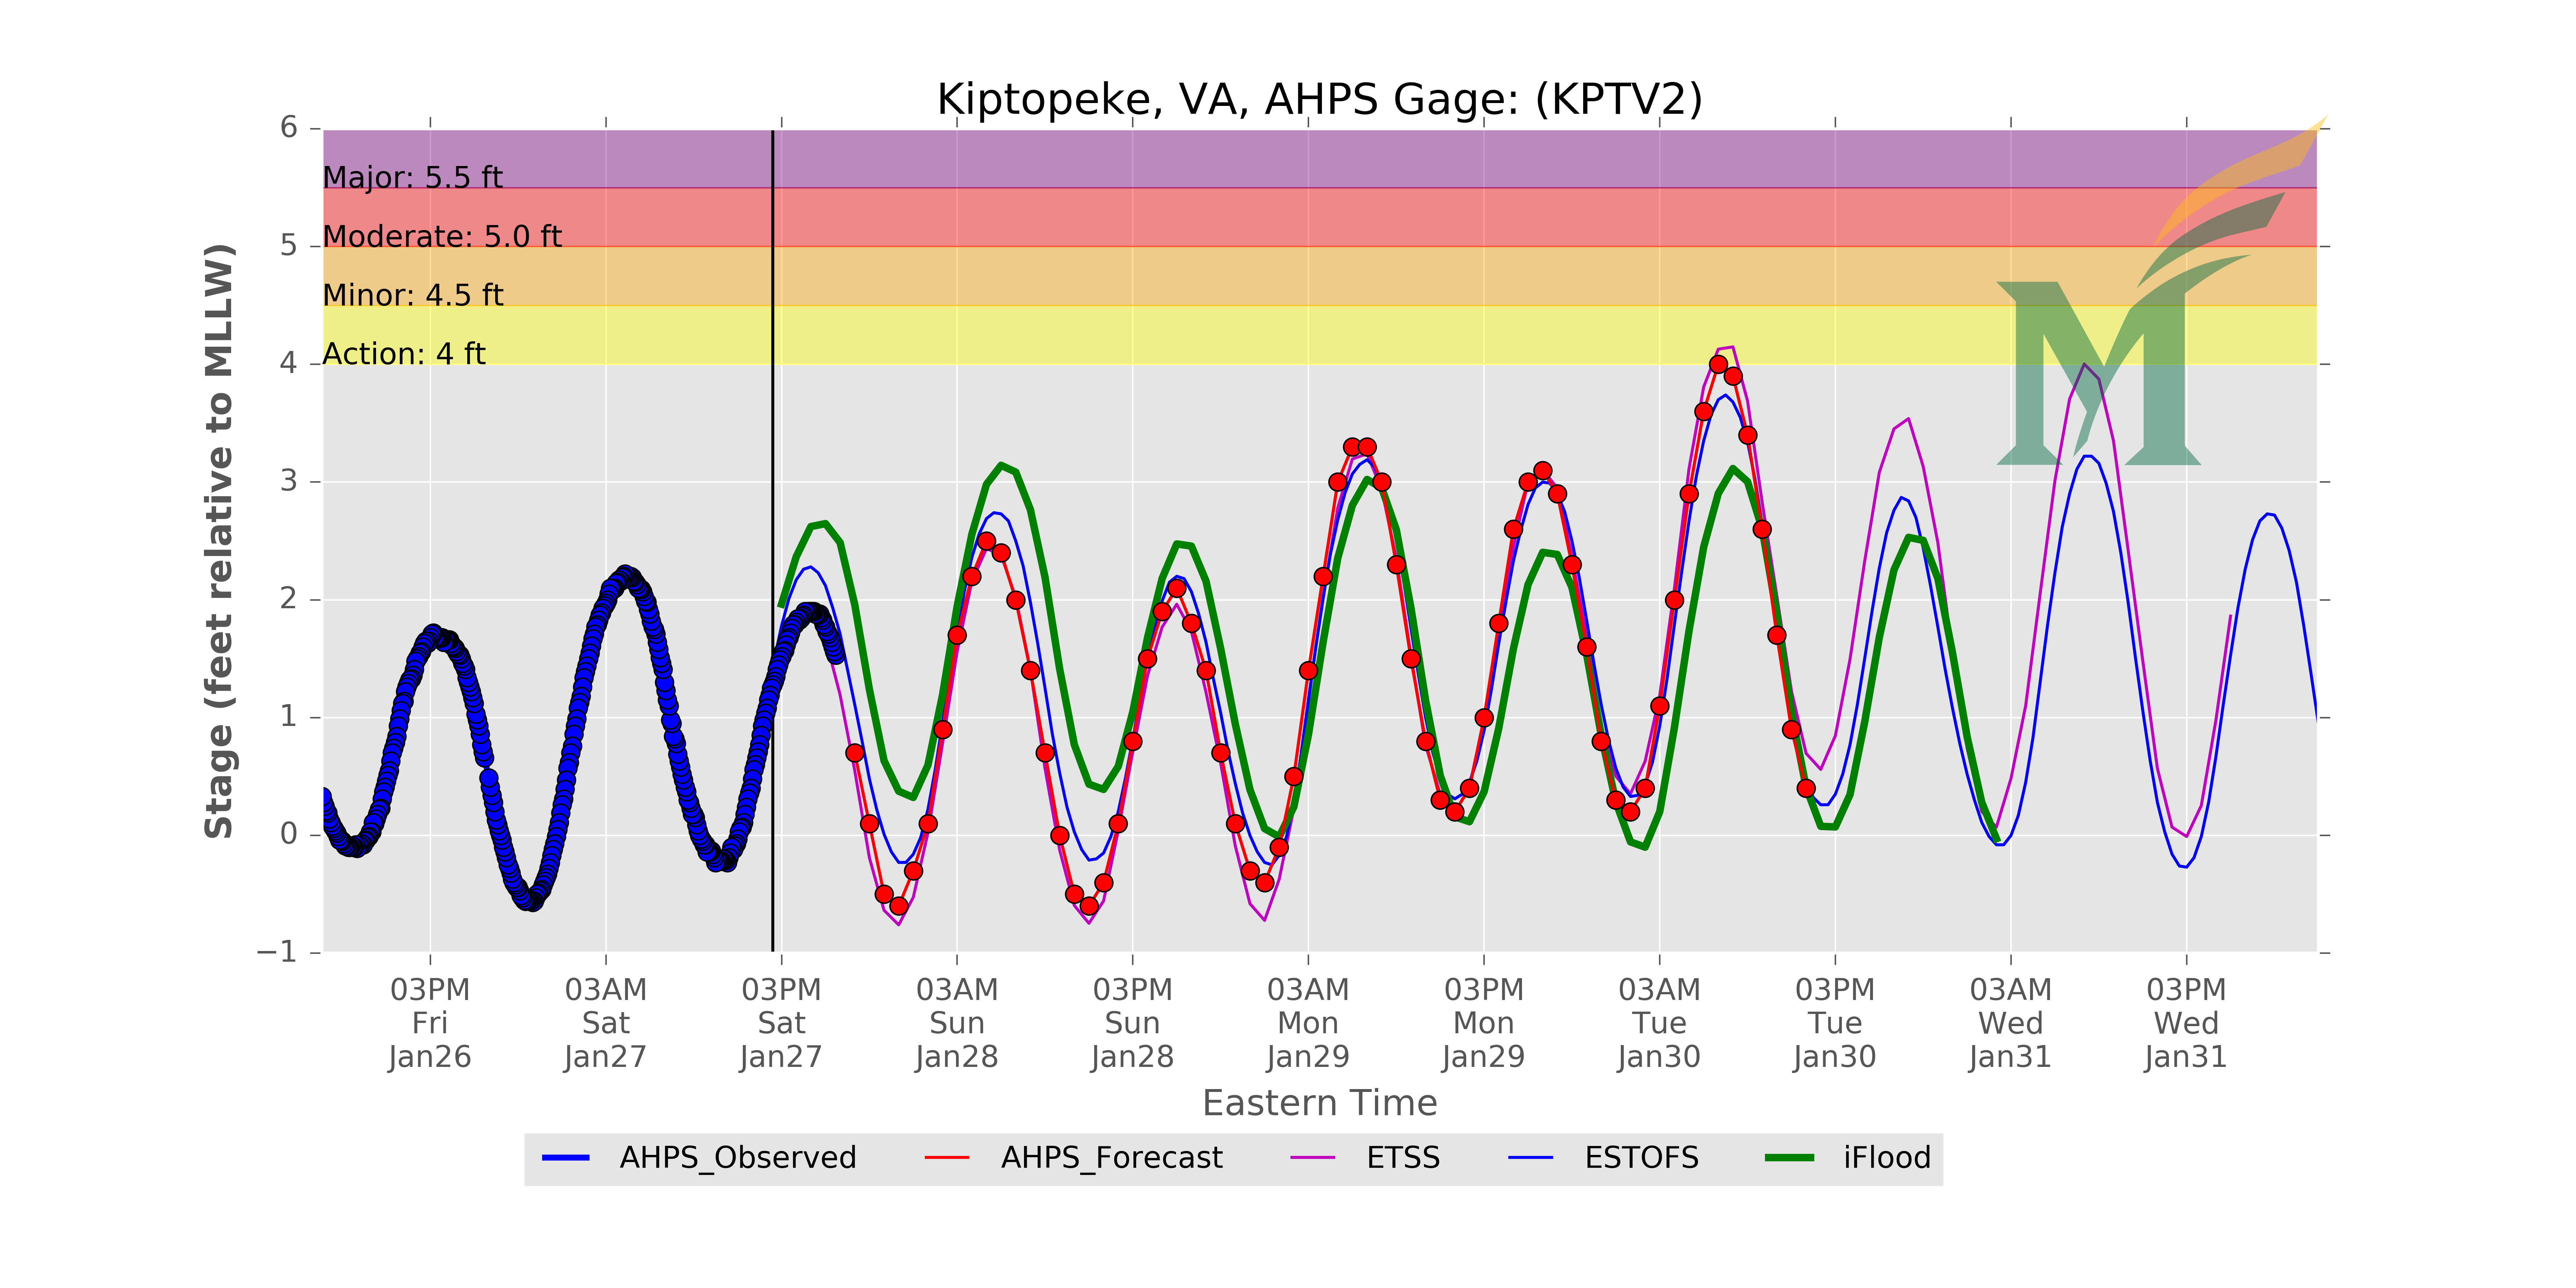 Kiptopeke, VA, AHPS Gage: (KPTV2)
Stage (feet relative to MLLW)
6
5
4
3
2
1
0
−1
Major: 5.5 ft
Moderate: 5.0 ft
Minor: 4.5 ft
Action: 4 ft
M
03PM Fri Jan26
03AM Sat Jan27
03PM Sat Jan27
03AM Sun Jan28
03PM Sun Jan28
03AM Mon Jan29
03PM Mon Jan29
03AM Tue Jan30
03PM Tue Jan30
03AM Wed Jan31
03PM Wed Jan31
Eastern Time
AHPS_Observed AHPS_Forecast ETSS ESTOFS iFlood